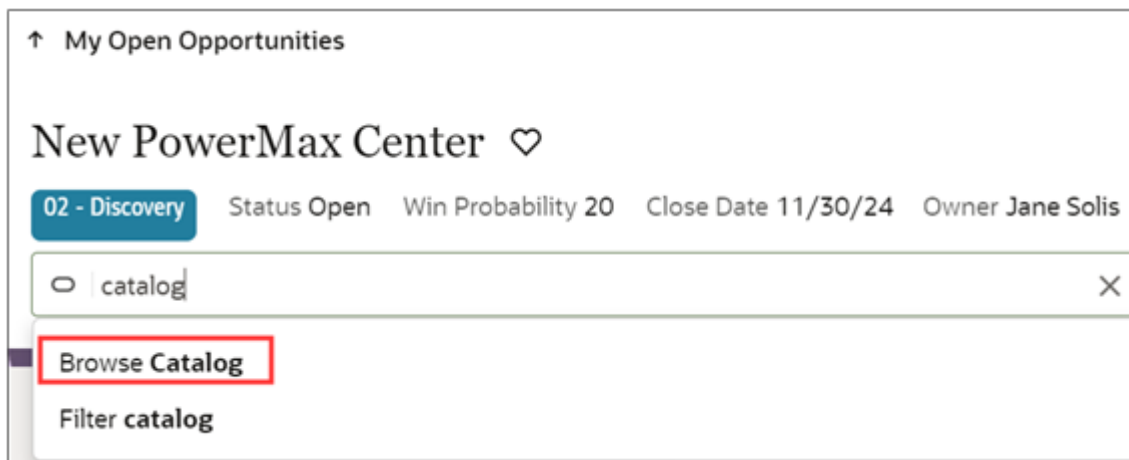 My Open Opportunities
New PowerMax Center
02 - Discovery Status Open Win Probability 20 Close Date 11/30/24 Owner Jane Solis
catalog
Browse Catalog
Filter catalog